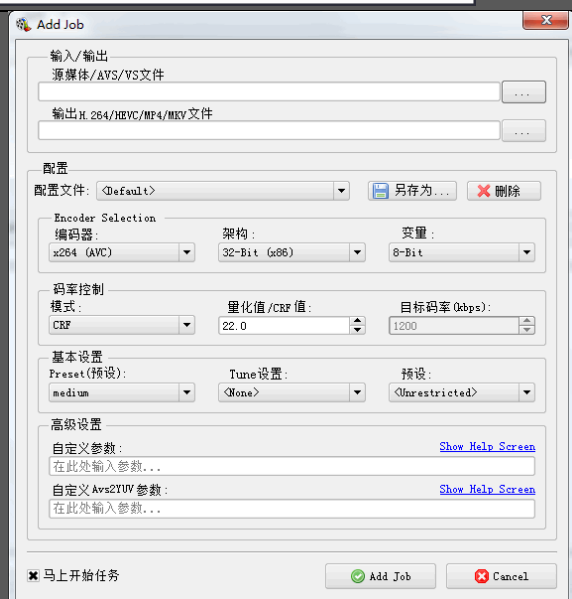 Add Job
输入/输出
源媒体/AVS/VS文件
...
输出H.264/HEVC/MP4/MKV文件
...
配置
配置文件: <Default> 另存为... 删除
Encoder Selection
编码器: 架构: 变量:
x264 (AVC) 32-Bit (x86) 8-Bit
码率控制
模式: 量化值/CRF值: 目标码率(kbps):
CRF 22.0 1200
基本设置
Preset(预设): Tune设置: 预设:
medium <None> <Unrestricted>
高级设置
自定义参数: Show Help Screen
在此处输入参数...
自定义Avs2YUV参数: Show Help Screen
在此处输入参数...
马上开始任务 Add Job Cancel